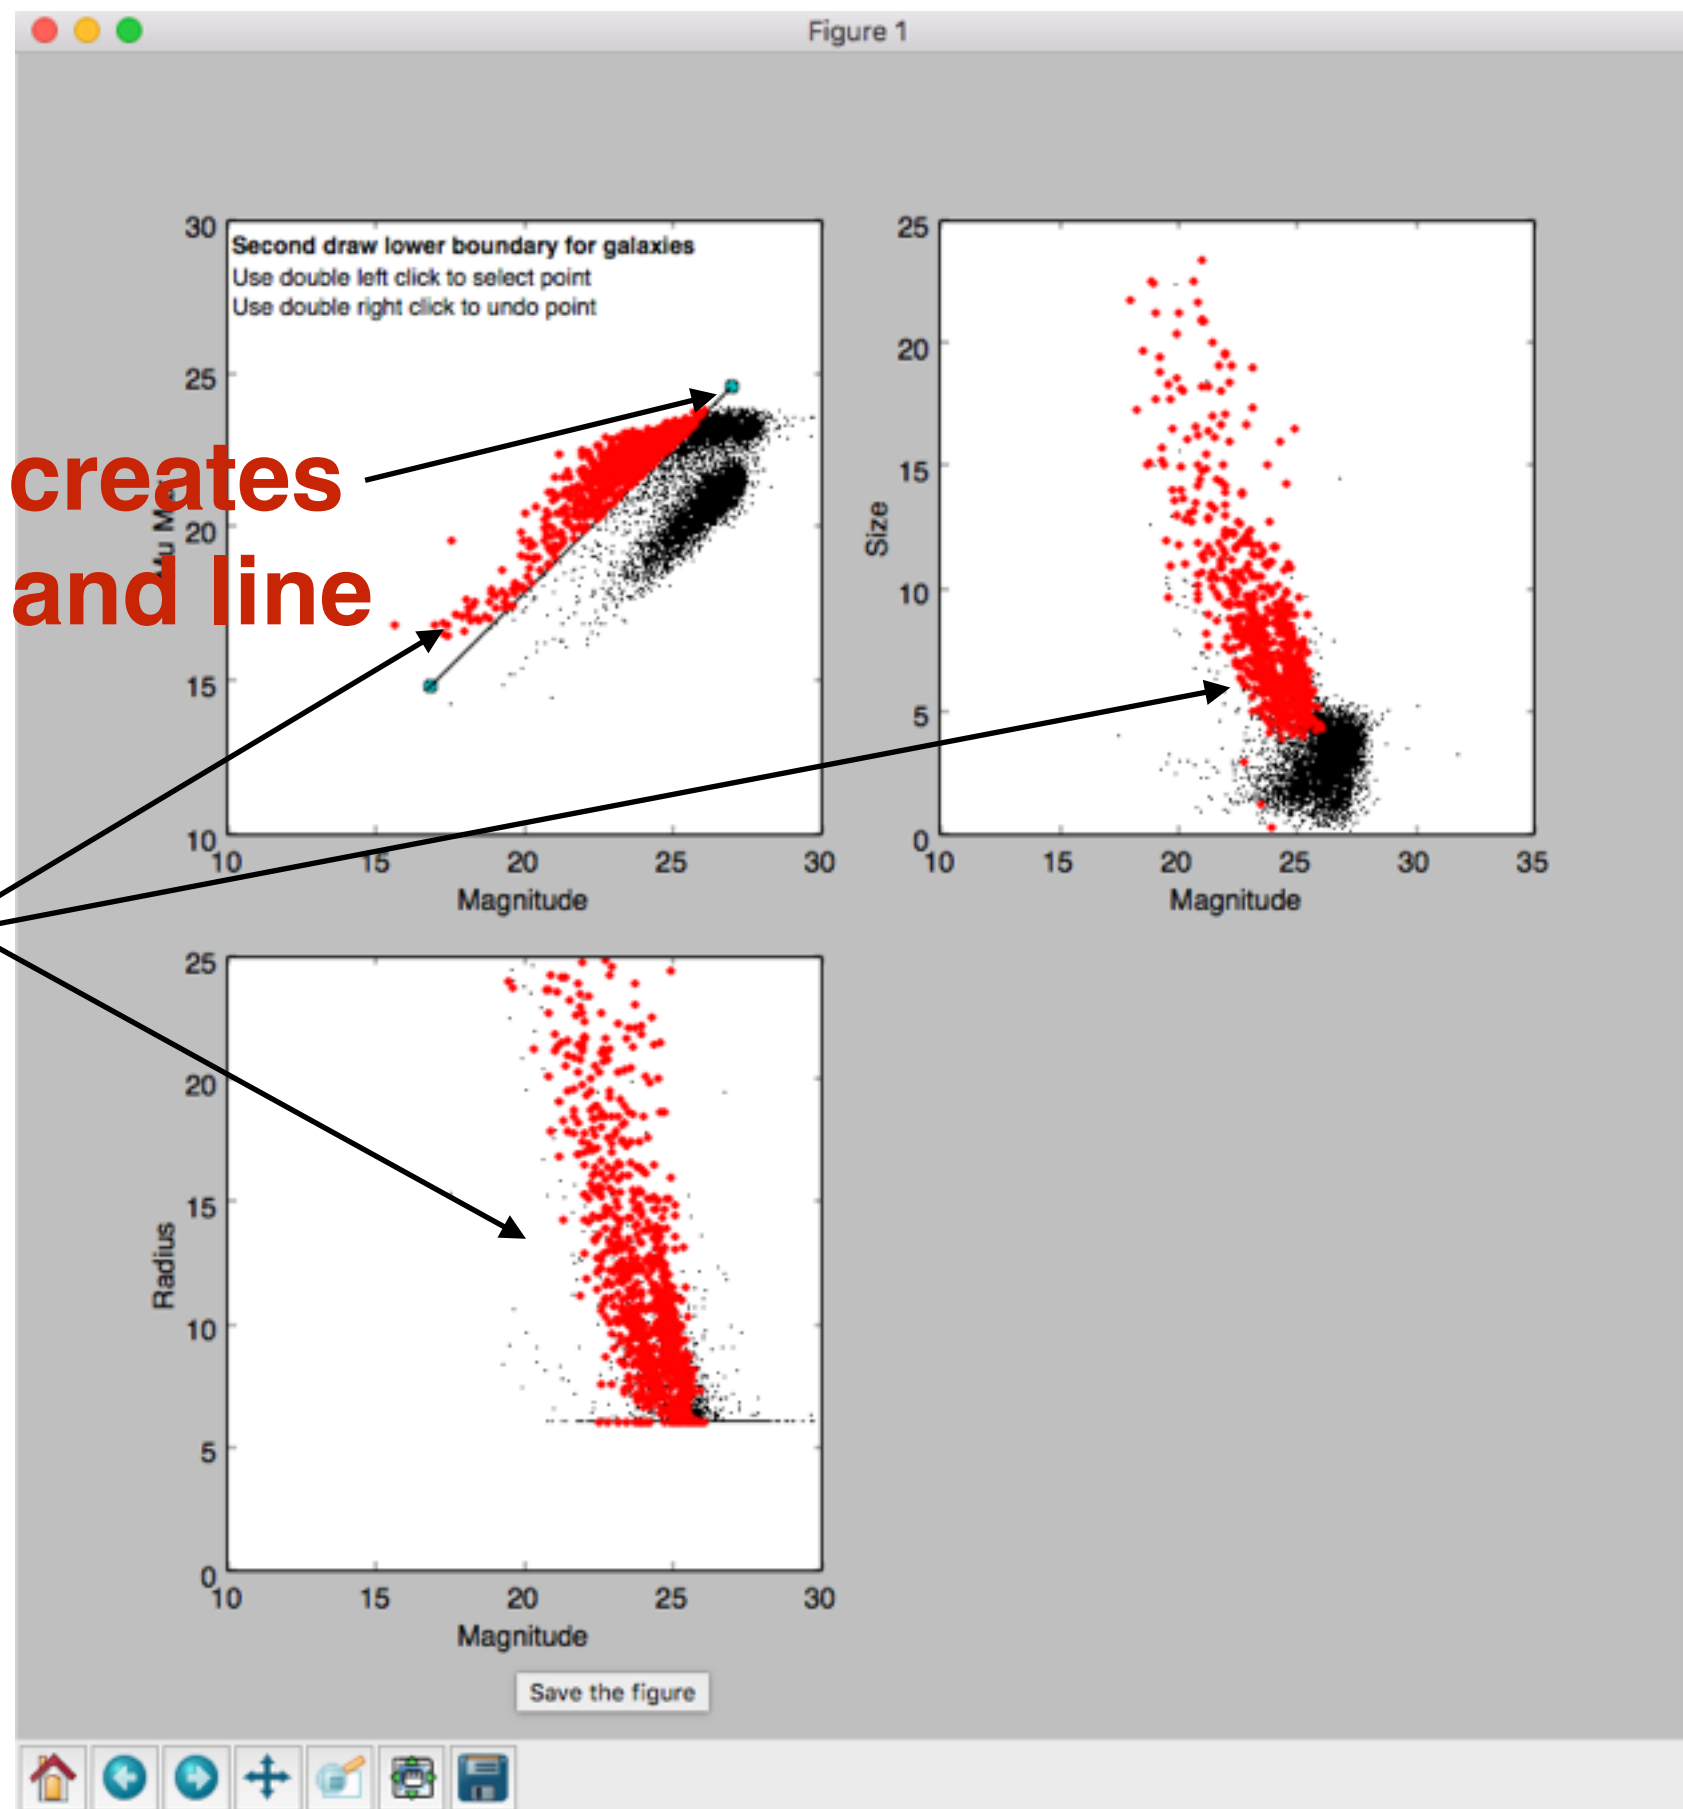 Figure 1
30
Second draw lower boundary for galaxies
Use double left click to select point
Use double right click to undo point
25
20
15
10
10 15 20 25 30
Magnitude
creates
and line
25
20
15
10
5
0
Size
10 15 20 25 30 35
Magnitude
25
20
15
10
5
0
Radius
10 15 20 25 30
Magnitude
Save the figure